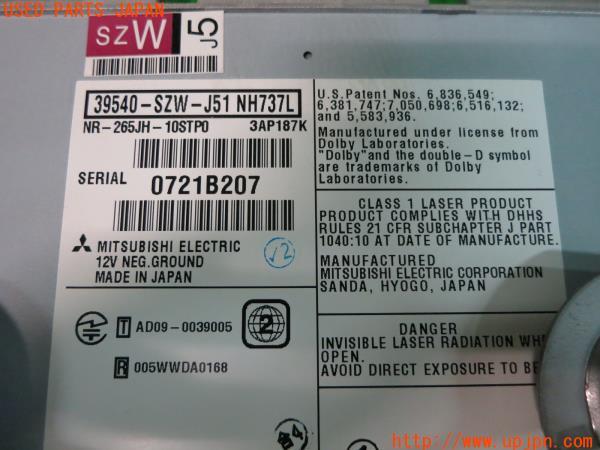 USED PARTS JAPAN
SZW
J5
39540-SZW-J51 NH737L
NR-265JH-10STP0 3AP187K
SERIAL 0721B207
MITSUBISHI ELECTRIC
12V NEG.GROUND
MADE IN JAPAN
√2
T AD09-0039005
2
R 005WWDA0168
U.S.Patent Nos. 6,836,549;
6,381,747;7,050,698;6,516,132;
and 5,583,936.
Manufactured under license from
Dolby Laboratories.
"Dolby" and the double-D symbol
are trademarks of Dolby
Laboratories.
CLASS 1 LASER PRODUCT
PRODUCT COMPLIES WITH DHHS
RULES 21 CFR SUBCHAPTER J PART
1040:10 AT DATE OF MANUFACTURE.
MANUFACTURED
MITSUBISHI ELECTRIC CORPORATION
SANDA, HYOGO, JAPAN
DANGER
INVISIBLE LASER RADIATION WHE
OPEN.
AVOID DIRECT EXPOSURE TO BE
http://www.upjpn.com/